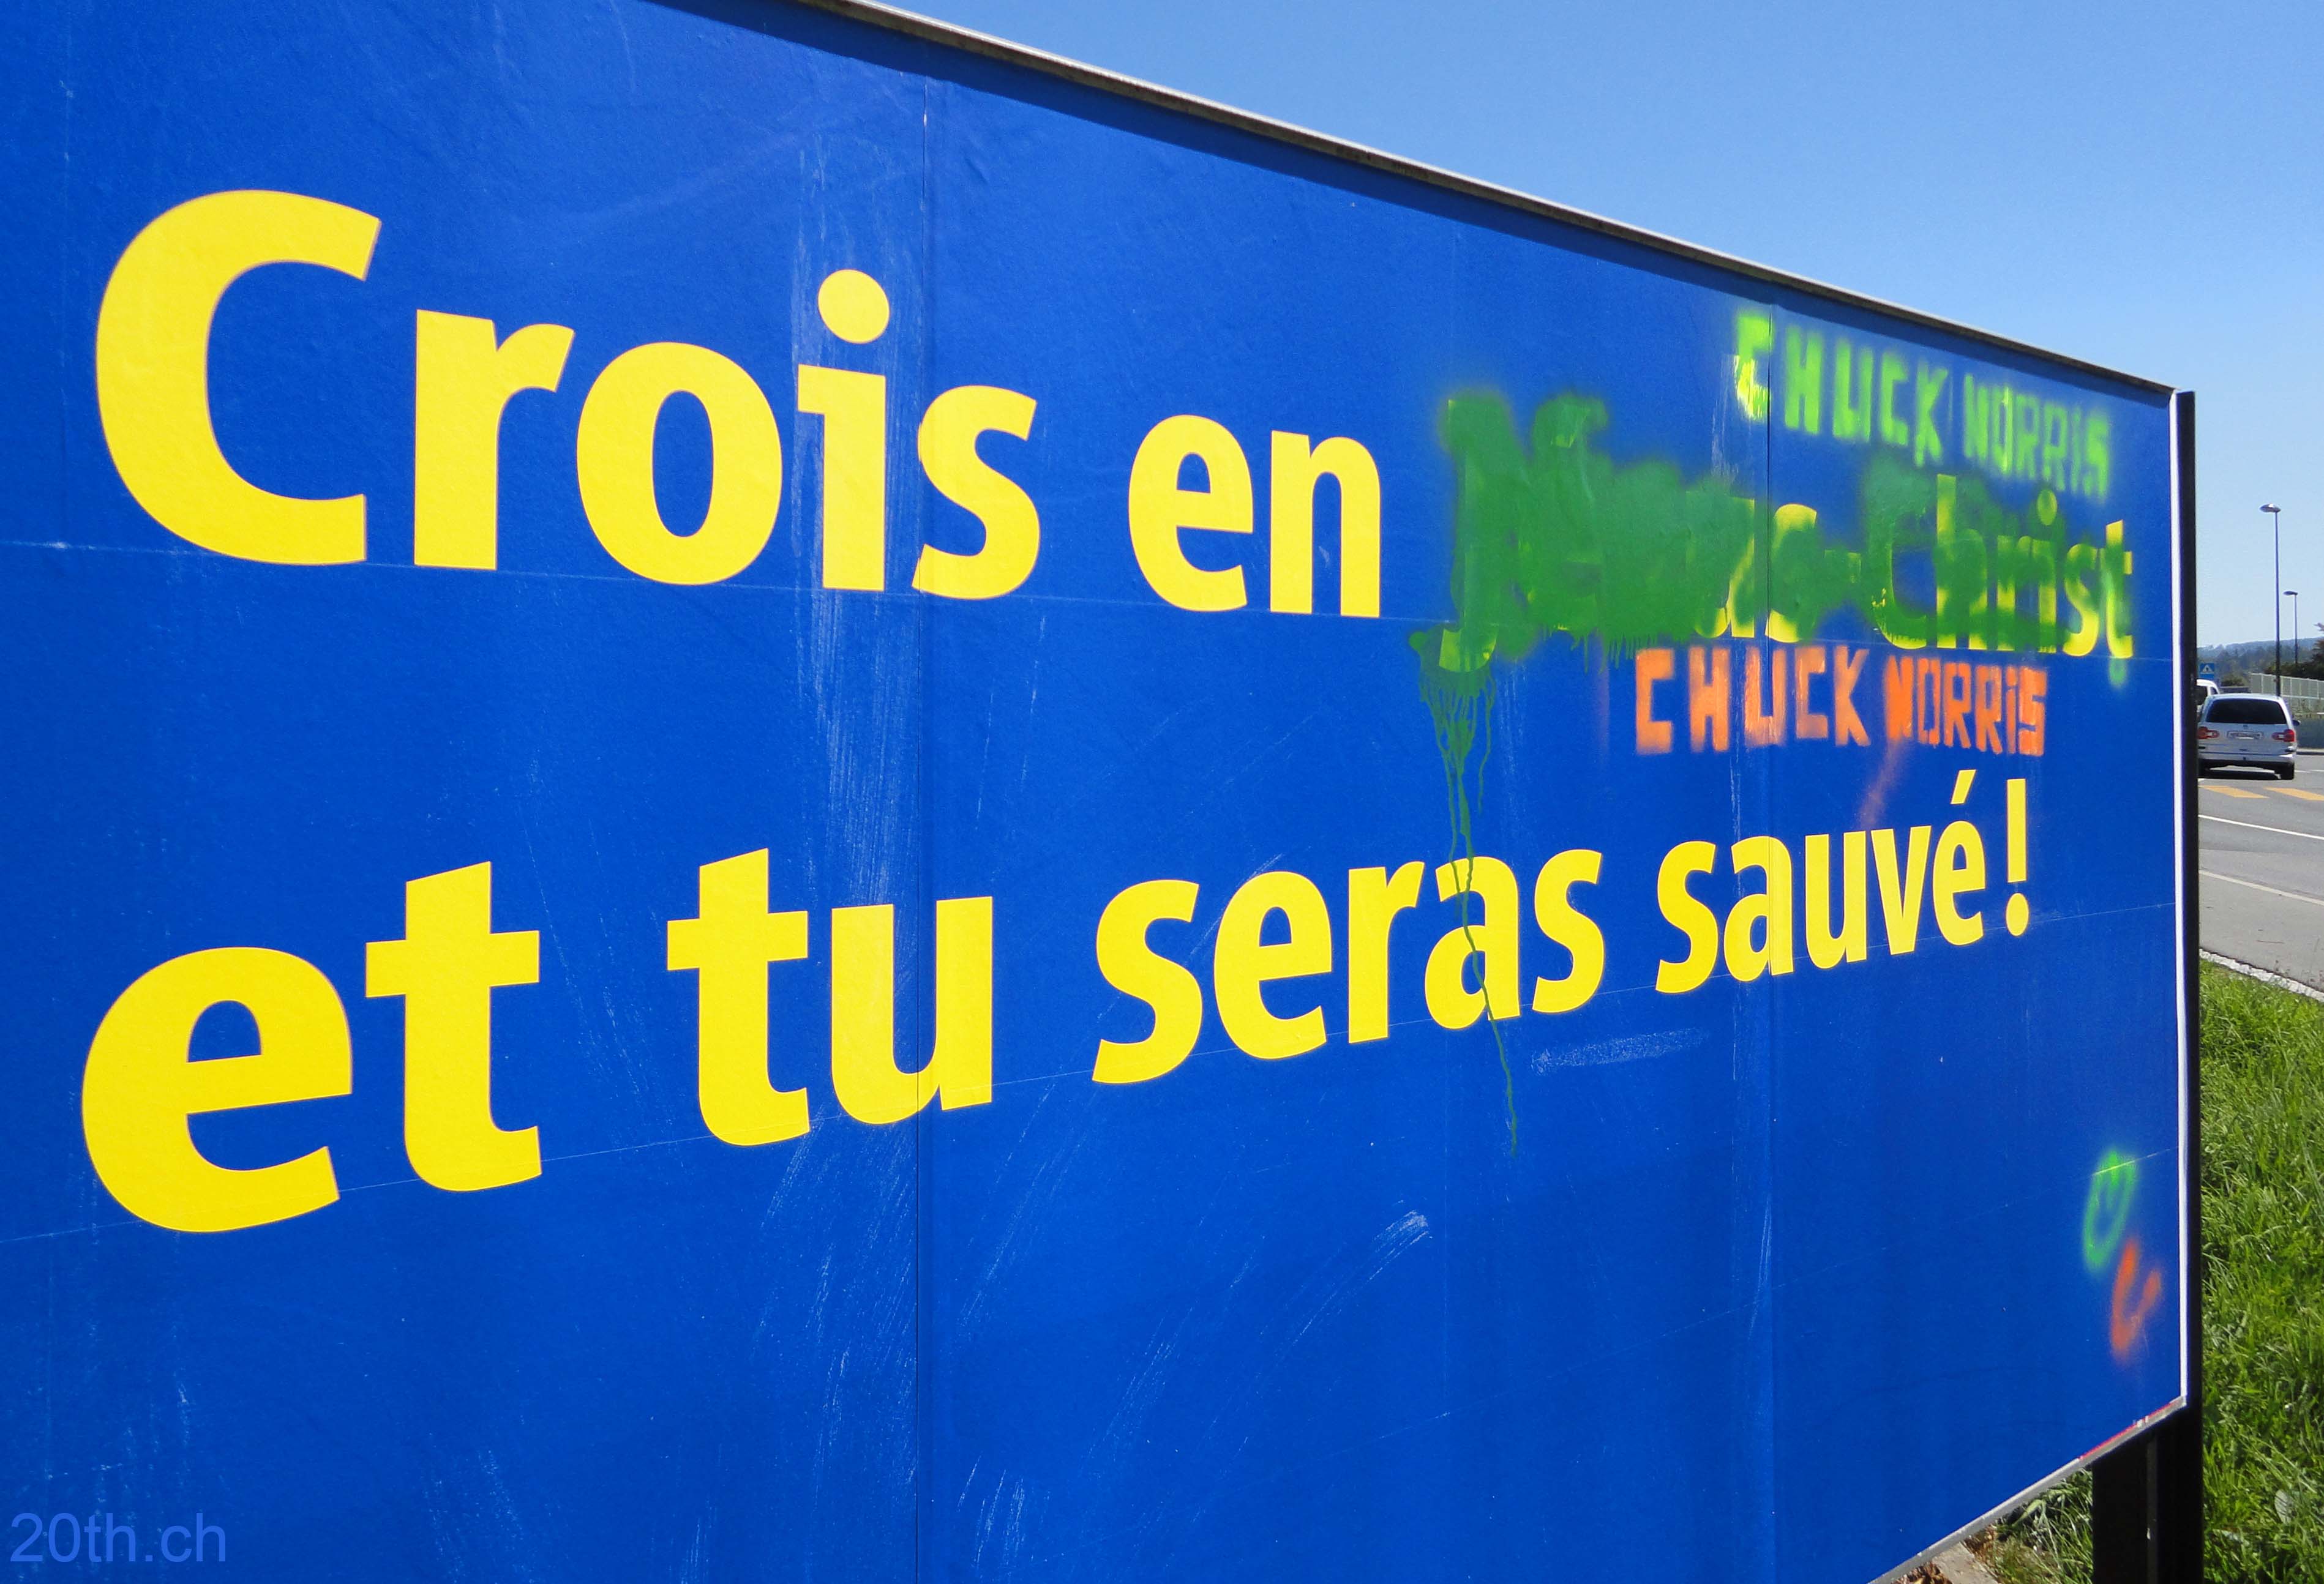 CHUCK NORRIS
Crois en Jésus-Christ
CHUCK NORRIS
et tu seras sauvé!
20th.ch